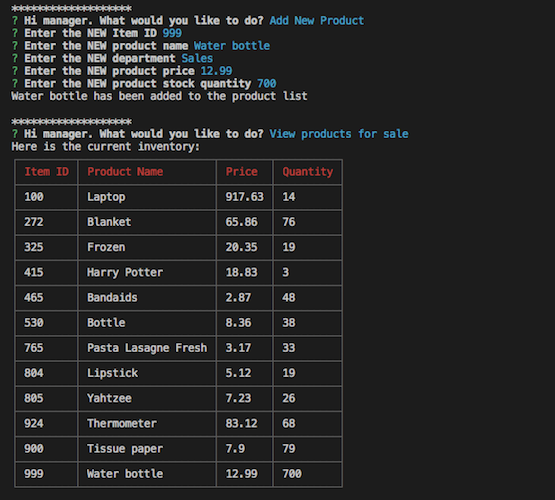 ********************
? Hi manager. What would you like to do? Add New Product
? Enter the NEW Item ID 999
? Enter the NEW product name Water bottle
? Enter the NEW department Sales
? Enter the NEW product price 12.99
? Enter the NEW product stock quantity 700
Water bottle has been added to the product list
********************
? Hi manager. What would you like to do? View products for sale
Here is the current inventory:
Item ID Product Name Price Quantity
100 Laptop 917.63 14
272 Blanket 65.86 76
325 Frozen 20.35 19
415 Harry Potter 18.83 3
465 Bandaids 2.87 48
530 Bottle 8.36 38
765 Pasta Lasagne Fresh 3.17 33
804 Lipstick 5.12 19
805 Yahtzee 7.23 26
924 Thermometer 83.12 68
900 Tissue paper 7.9 79
999 Water bottle 12.99 700